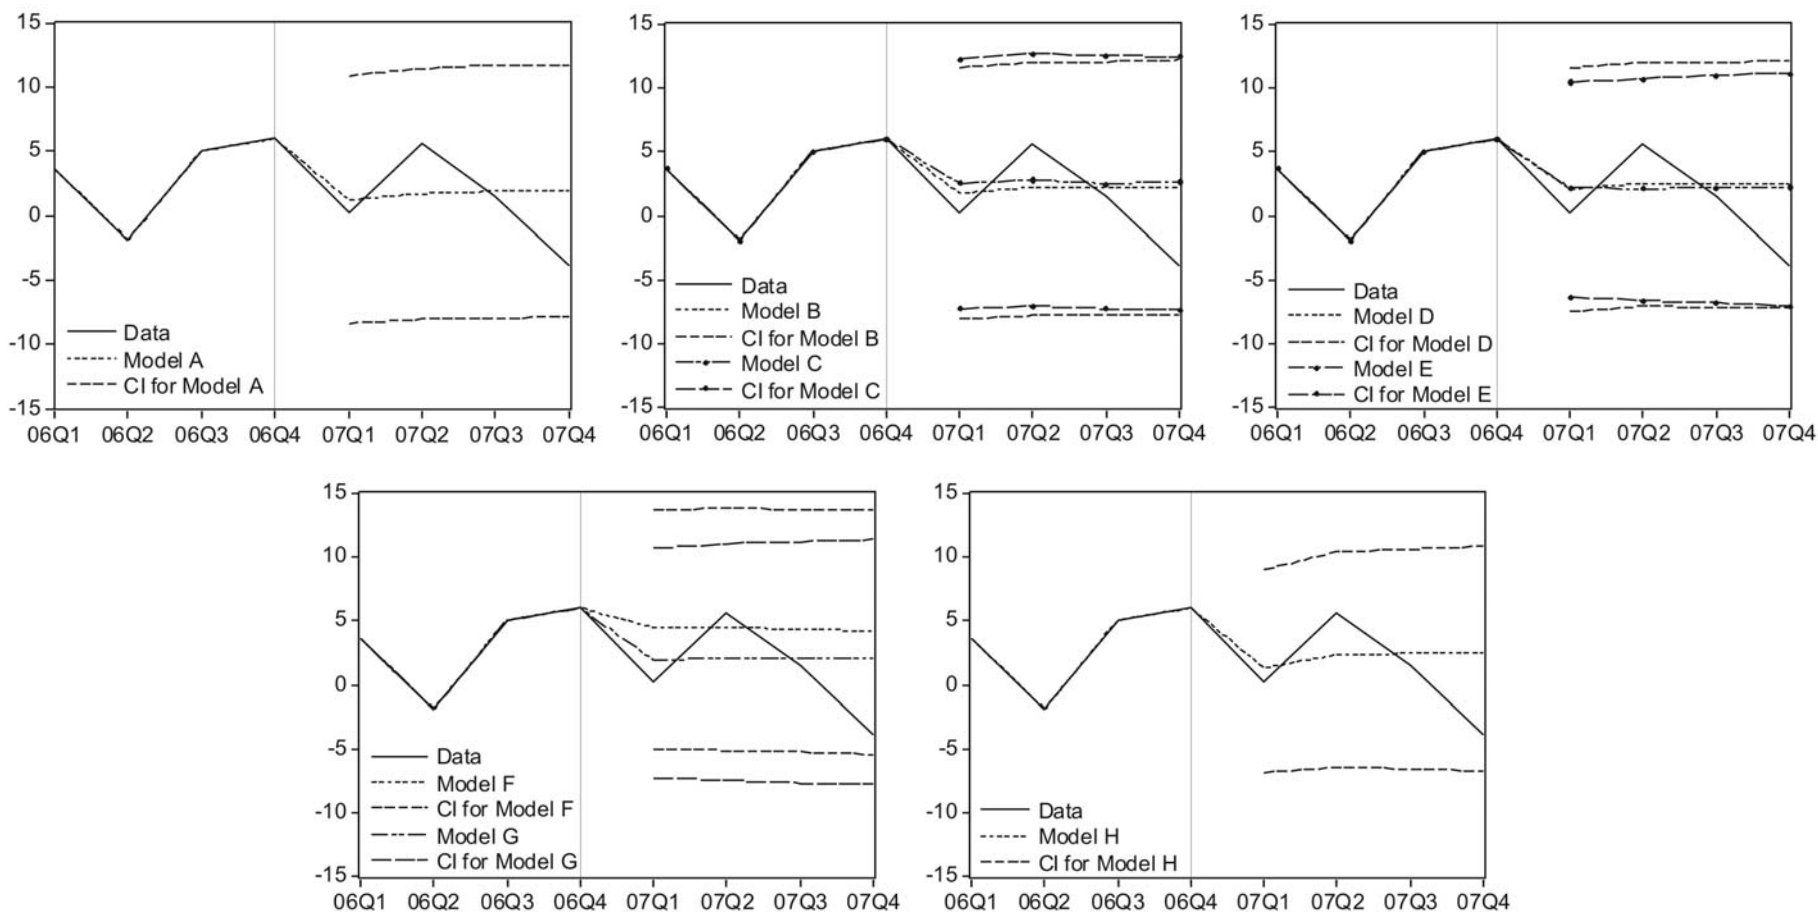 15
10
5
0
-5
-10
-15
Data
Model A
CI for Model A
06Q1 06Q2 06Q3 06Q4 07Q1 07Q2 07Q3 07Q4
15
10
5
0
-5
-10
-15
Data
Model B
CI for Model B
Model C
CI for Model C
06Q1 06Q2 06Q3 06Q4 07Q1 07Q2 07Q3 07Q4
15
10
5
0
-5
-10
-15
Data
Model D
CI for Model D
Model E
CI for Model E
06Q1 06Q2 06Q3 06Q4 07Q1 07Q2 07Q3 07Q4
15
10
5
0
-5
-10
-15
Data
Model F
CI for Model F
Model G
CI for Model G
06Q1 06Q2 06Q3 06Q4 07Q1 07Q2 07Q3 07Q4
15
10
5
0
-5
-10
-15
Data
Model H
CI for Model H
06Q1 06Q2 06Q3 06Q4 07Q1 07Q2 07Q3 07Q4